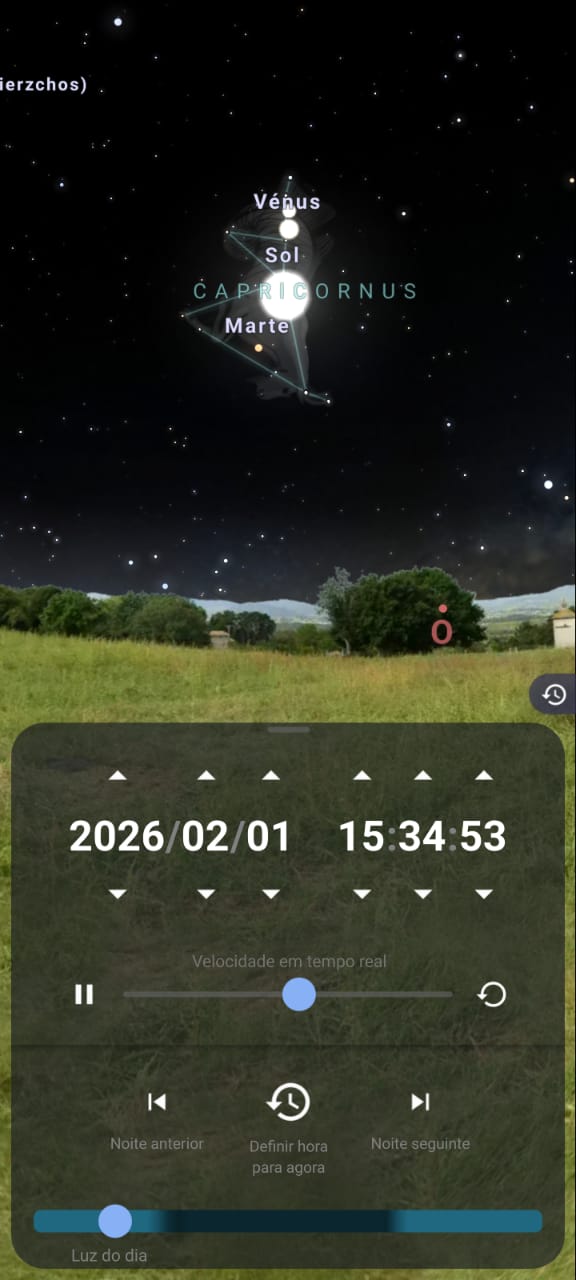 ierzchos)
Vénus
Sol
CAPRICORNUS
Marte
O
2026/02/01 15:34:53
Velocidade em tempo real
Noite anterior
Definir hora
para agora
Noite seguinte
Luz do dia